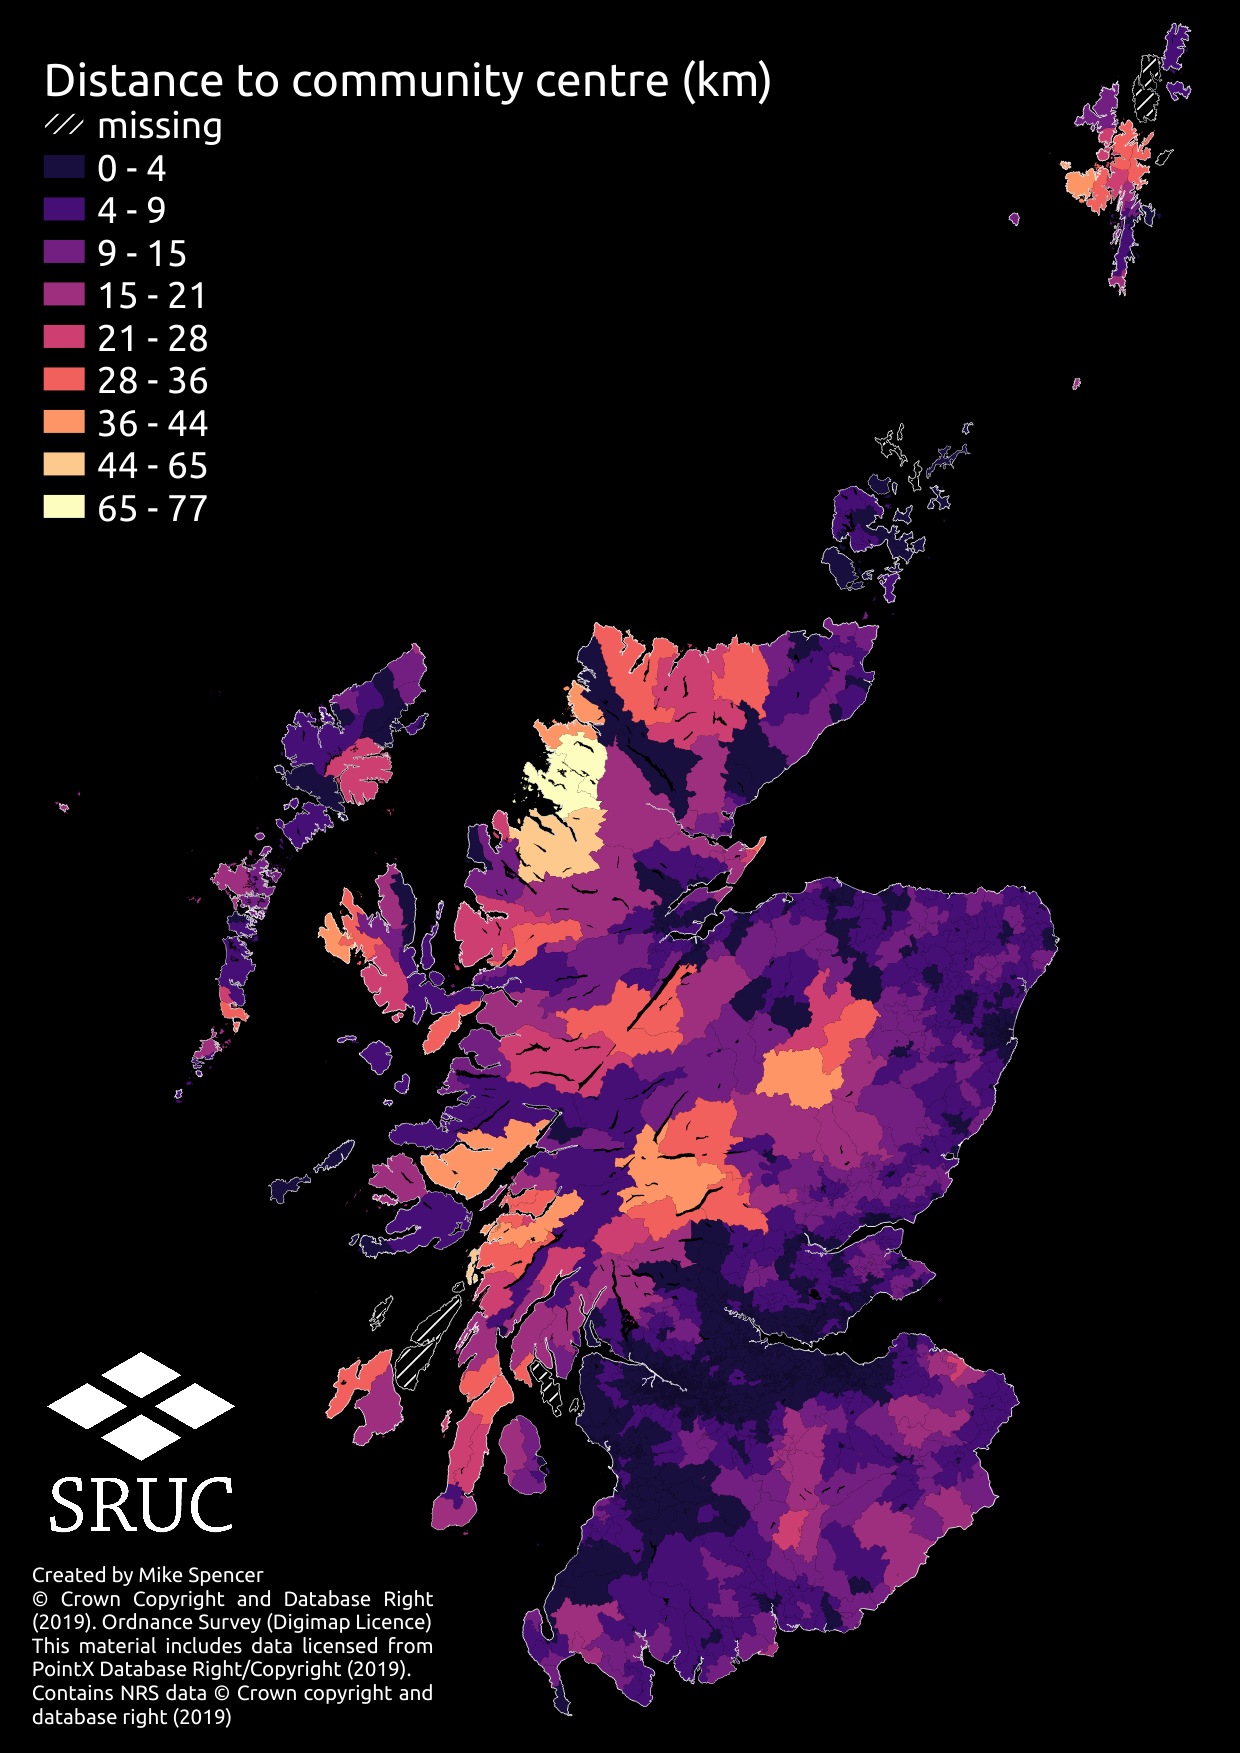 Distance to community centre (km)
missing
0 - 4
4 - 9
9 - 15
15 - 21
21 - 28
28 - 36
36 - 44
44 - 65
65 - 77
SRUC
Created by Mike Spencer
© Crown Copyright and Database Right
(2019). Ordnance Survey (Digimap Licence)
This material includes data licensed from
PointX Database Right/Copyright (2019).
Contains NRS data © Crown copyright and
database right (2019)